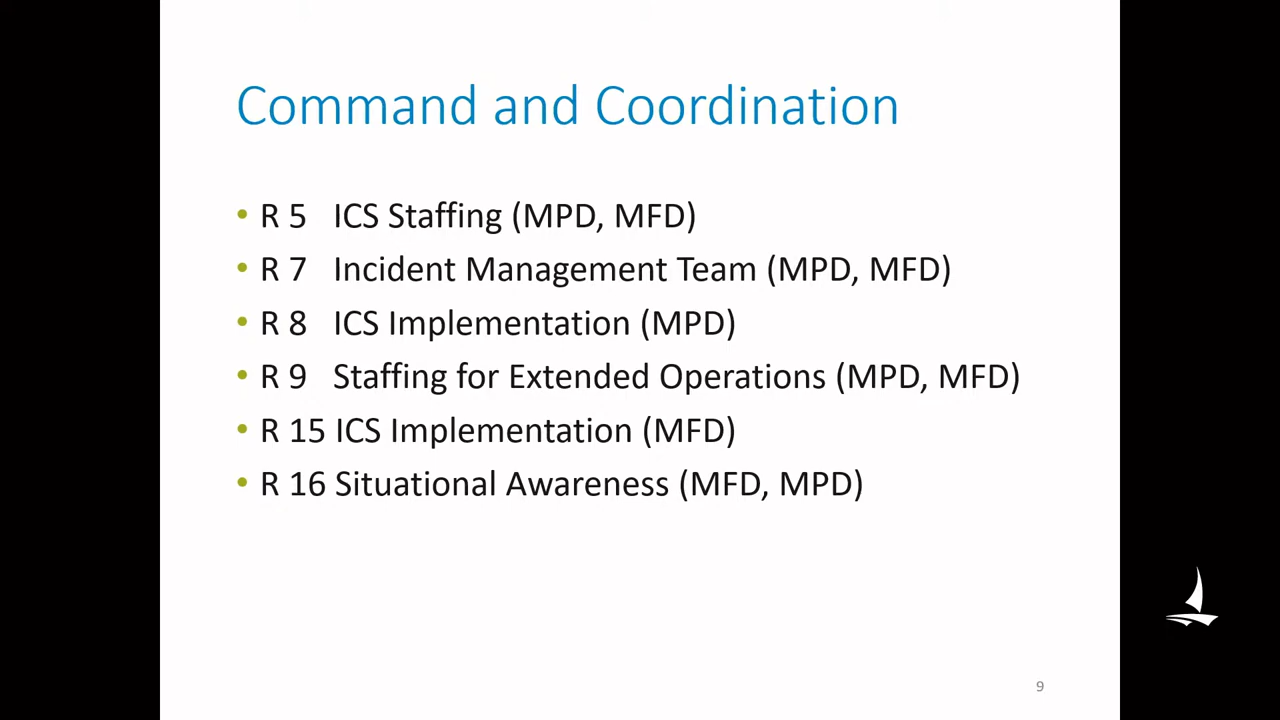 Command and Coordination
• R 5 ICS Staffing (MPD, MFD)
• R 7 Incident Management Team (MPD, MFD)
• R 8 ICS Implementation (MPD)
• R 9 Staffing for Extended Operations (MPD, MFD)
• R 15 ICS Implementation (MFD)
• R 16 Situational Awareness (MFD, MPD)
9